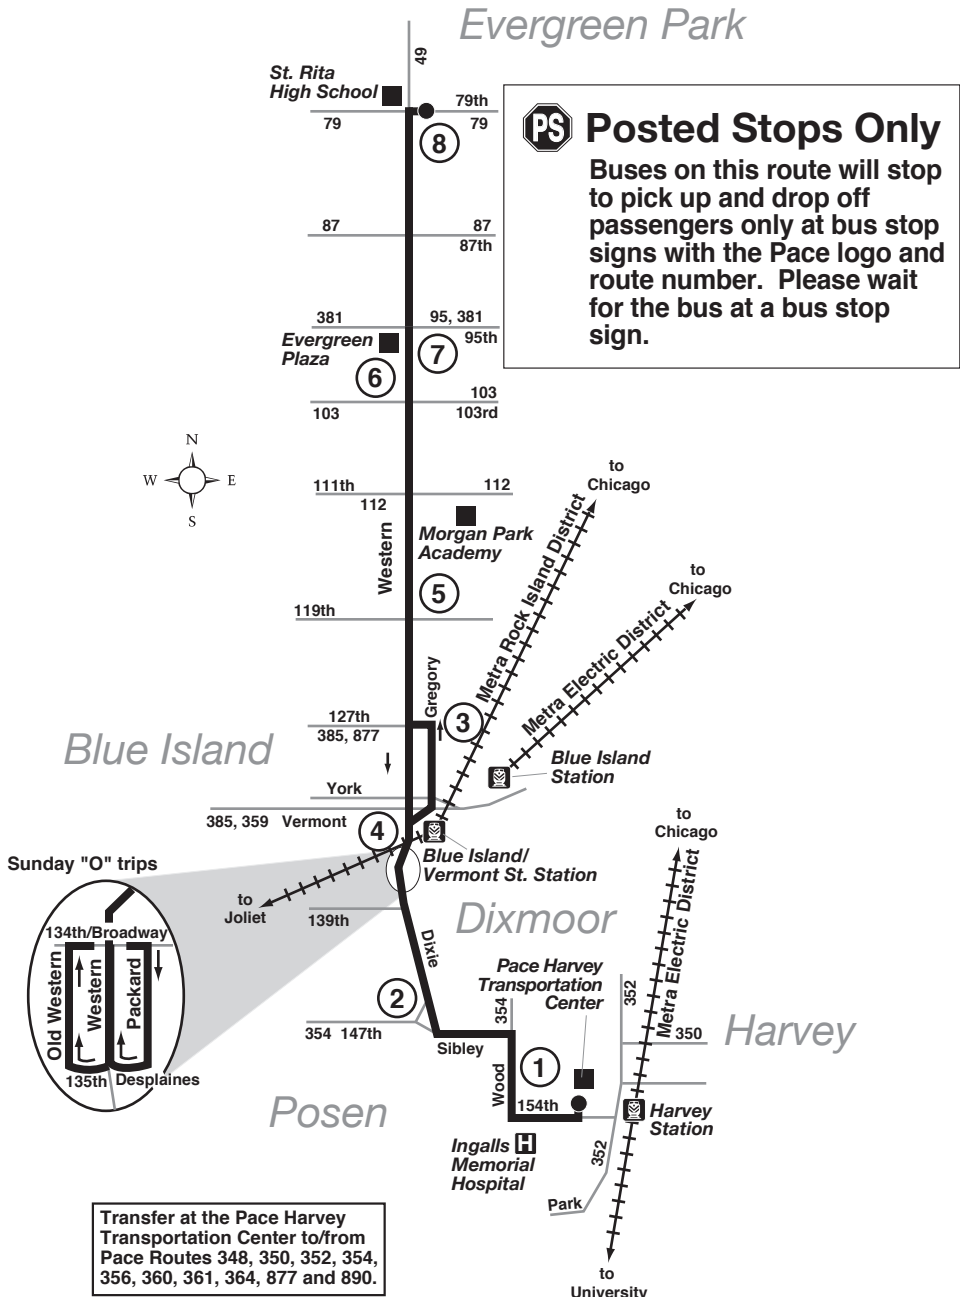 Evergreen Park
49
St. Rita
High School
79th
79
79
8
PS Posted Stops Only
Buses on this route will stop
to pick up and drop off
passengers only at bus stop
signs with the Pace logo and
route number. Please wait
for the bus at a bus stop
sign.
87
87
87th
381
95, 381
95th
Evergreen
Plaza
7
6
103
103
103rd
N
W
E
S
111th
112
112
Western
Morgan Park
Academy
5
119th
to
Chicago
Metra Rock Island District
to
Chicago
Metra Electric District
Gregory
3
127th
385, 877
Blue Island
Blue Island
Station
York
385, 359 Vermont
4
Blue Island/
Vermont St. Station
to
Chicago
Metra Electric District
Sunday "O" trips
to
Joliet
139th
Dixmoor
134th/Broadway
Old Western
Western
Packard
135th
Desplaines
Dixie
2
354 147th
Sibley
Pace Harvey
Transportation
Center
354
352
350
Harvey
1
Wood
154th
Posen
Ingalls H
Memorial
Hospital
Harvey
Station
352
Park
to
University
Transfer at the Pace Harvey
Transportation Center to/from
Pace Routes 348, 350, 352, 354,
356, 360, 361, 364, 877 and 890.